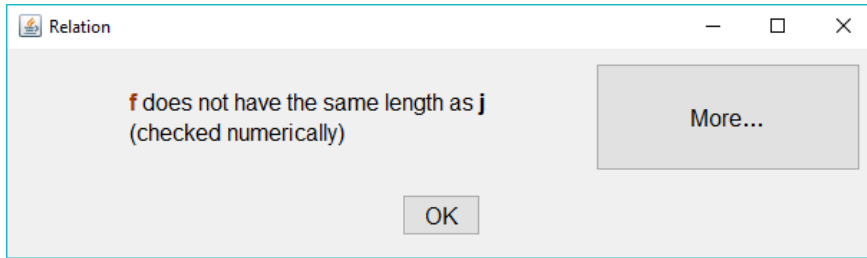 Relation
f does not have the same length as j
(checked numerically)
More...
OK